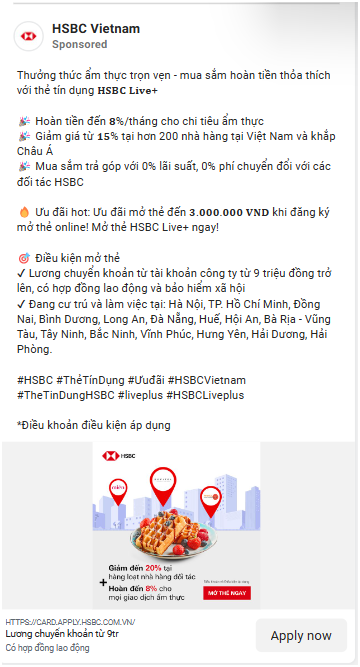 HSBC Vietnam
Sponsored
Thưởng thức ẩm thực trọn vẹn - mua sắm hoàn tiền thỏa thích
với thẻ tín dụng HSBC Live+
🎉 Hoàn tiền đến 8%/tháng cho chi tiêu ẩm thực
🎉 Giảm giá từ 15% tại hơn 200 nhà hàng tại Việt Nam và khắp
Châu Á
🎉 Mua sắm trả góp với 0% lãi suất, 0% phí chuyển đổi với các
đối tác HSBC
🔥 Ưu đãi hot: Ưu đãi mở thẻ đến 3.000.000 VND khi đăng ký
mở thẻ online! Mở thẻ HSBC Live+ ngay!
🎯 Điều kiện mở thẻ
✓ Lương chuyển khoản từ tài khoản công ty từ 9 triệu đồng trở
lên, có hợp đồng lao động và bảo hiểm xã hội
✓ Đang cư trú và làm việc tại: Hà Nội, TP. Hồ Chí Minh, Đồng
Nai, Bình Dương, Long An, Đà Nẵng, Huế, Hội An, Bà Rịa - Vũng
Tàu, Tây Ninh, Bắc Ninh, Vĩnh Phúc, Hưng Yên, Hải Dương, Hải
Phòng.
#HSBC #ThẻTínDụng #Ưuđãi #HSBCVietnam
#TheTinDungHSBC #liveplus #HSBCLiveplus
*Điều khoản điều kiện áp dụng
HSBC
Giảm đến 20% tại
hàng loạt nhà hàng đối tác
+ Hoàn đến 8% cho
mọi giao dịch ẩm thực
MỞ THẺ NGAY
HTTPS://CARD.APPLY.HSBC.COM.VN/
Lương chuyển khoản từ 9tr
Có hợp đồng lao động
Apply now